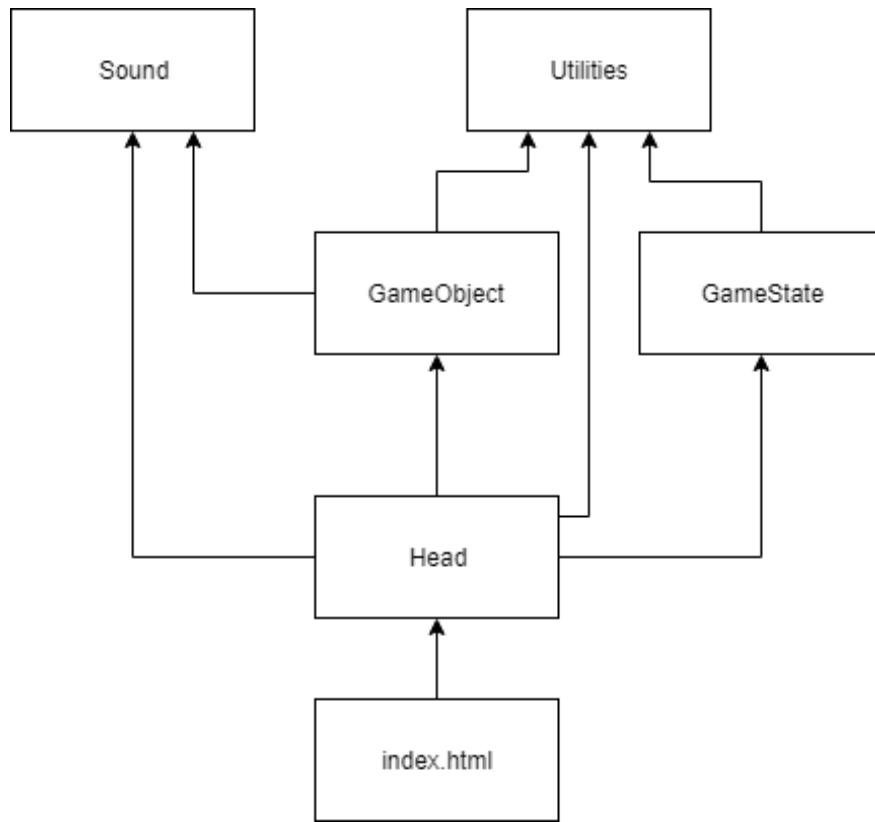 Sound
Utilities
GameObject
GameState
Head
index.html